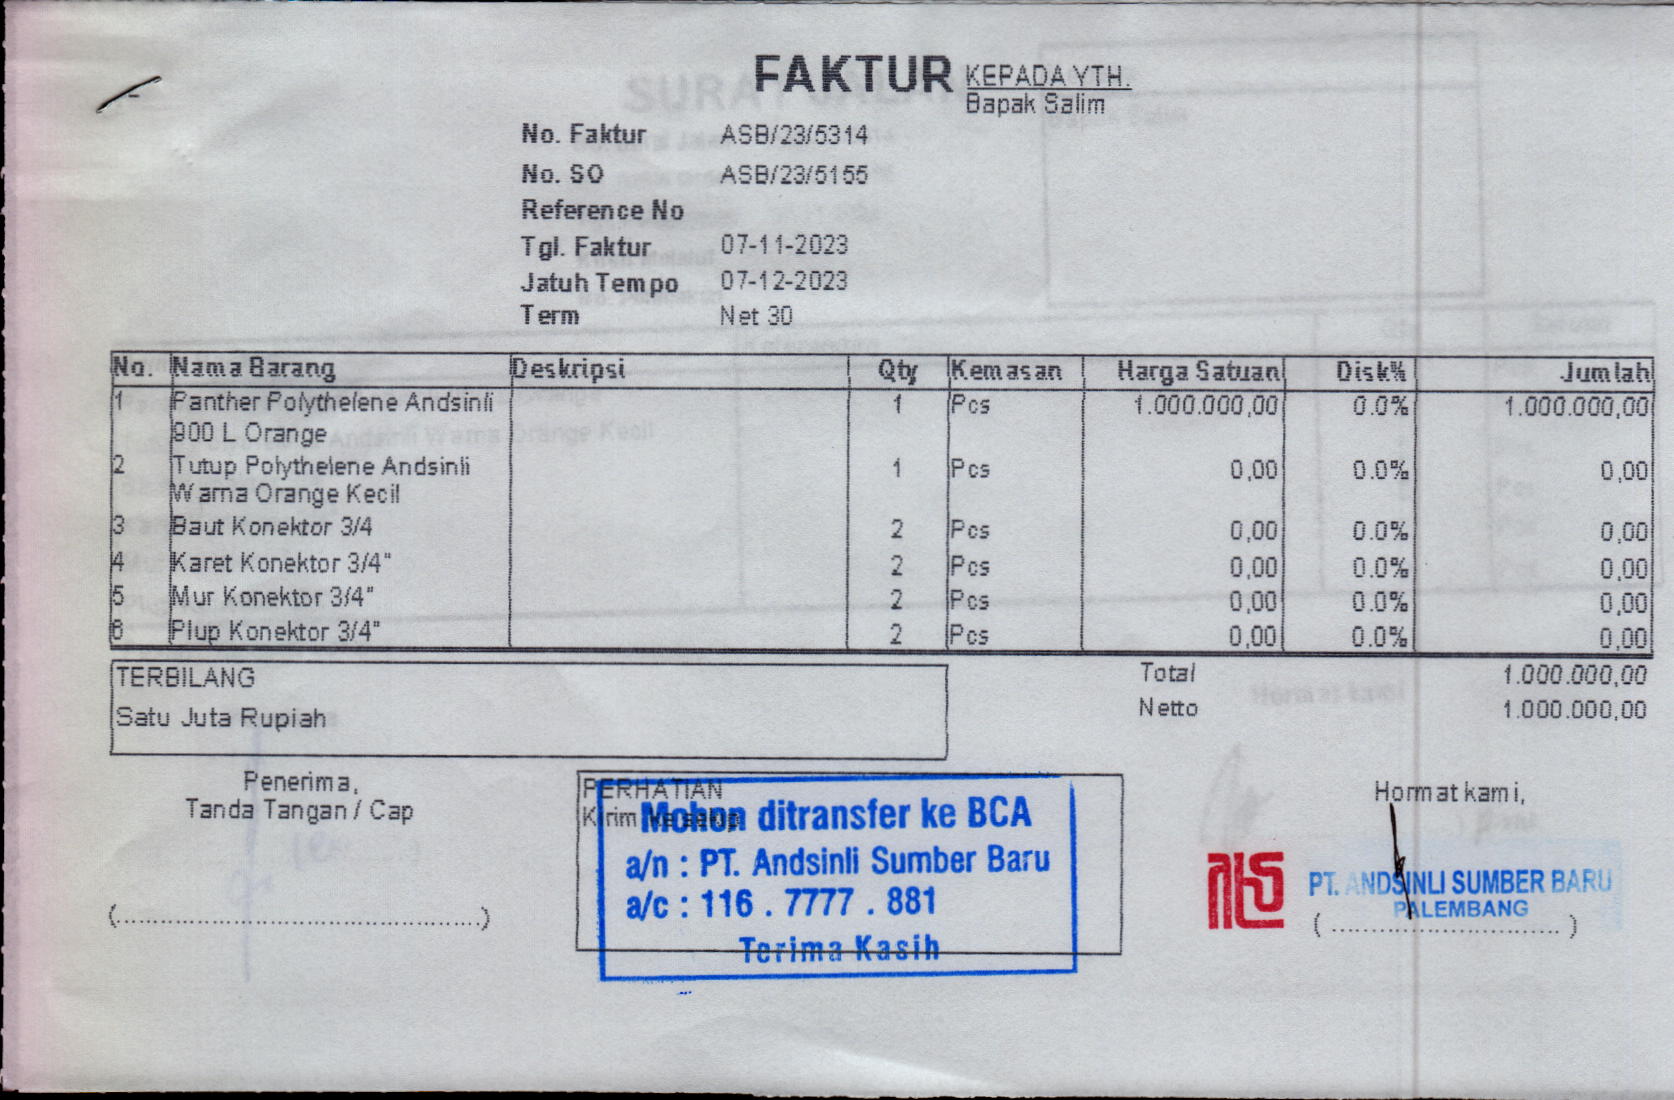 FAKTUR
KEPADA YTH.
Bapak Salim
No. Faktur ASB/23/5314
No. SO ASB/23/5155
Reference No
Tgl. Faktur 07-11-2023
Jatuh Tempo 07-12-2023
Term Net 30
No. Nama Barang Deskripsi Qty Kemasan Harga Satuan Disk% Jumlah
1 Panther Polythelene Andsinli 1 Pcs 1.000.000,00 0.0% 1.000.000,00
900 L Orange
2 Tutup Polythelene Andsinli 1 Pcs 0,00 0.0% 0,00
Warna Orange Kecil
3 Baut Konektor 3/4 2 Pcs 0,00 0.0% 0,00
4 Karet Konektor 3/4" 2 Pcs 0,00 0.0% 0,00
5 Mur Konektor 3/4" 2 Pcs 0,00 0.0% 0,00
6 Plup Konektor 3/4" 2 Pcs 0,00 0.0% 0,00
TERBILANG
Satu Juta Rupiah
Total 1.000.000,00
Netto 1.000.000,00
Penerima,
Tanda Tangan / Cap
(..............................................)
PERHATIAN
Kirim
Mohon ditransfer ke BCA
a/n : PT. Andsinli Sumber Baru
a/c : 116 . 7777 . 881
Terima Kasih
Hormat kami,
PT. ANDSINLI SUMBER BARU
PALEMBANG
( ............................ )